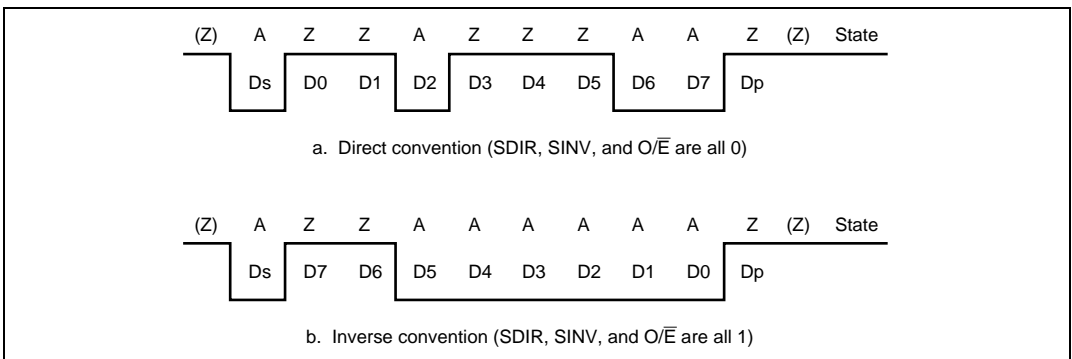 (Z) A Z Z A Z Z Z A A Z (Z) State
Ds D0 D1 D2 D3 D4 D5 D6 D7 Dp
a. Direct convention (SDIR, SINV, and O/E̅ are all 0)
(Z) A Z Z A A A A A A Z (Z) State
Ds D7 D6 D5 D4 D3 D2 D1 D0 Dp
b. Inverse convention (SDIR, SINV, and O/E̅ are all 1)